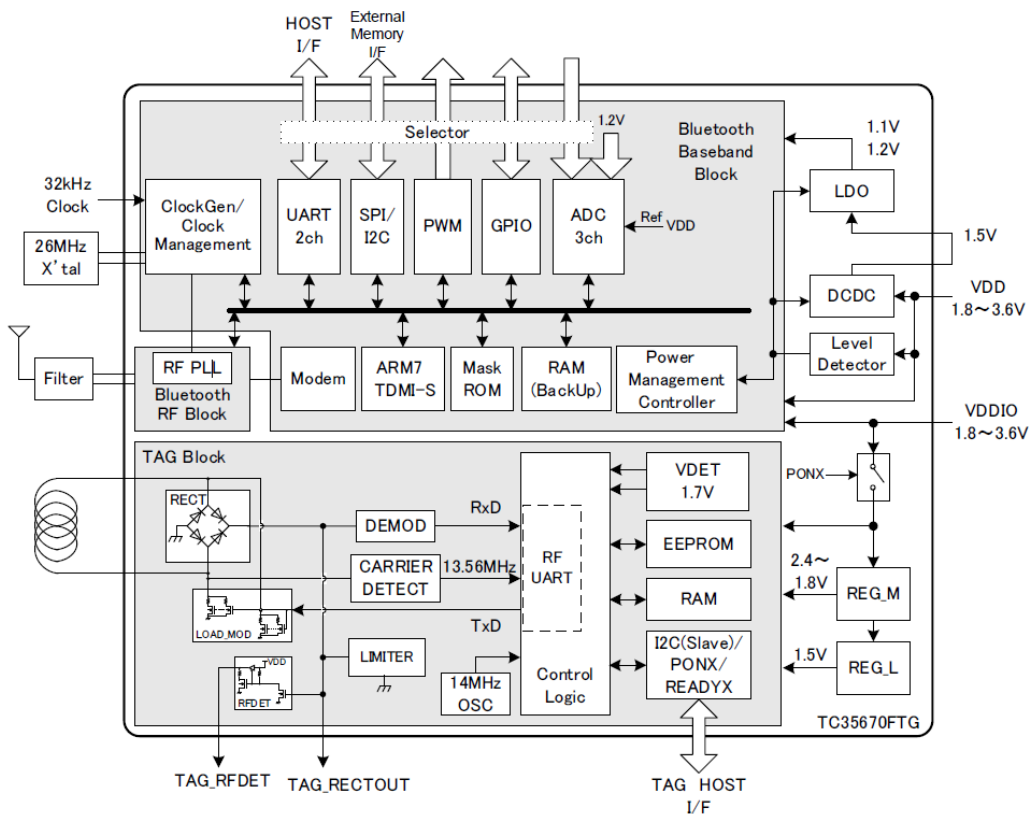 HOST
I/F
External
Memory
I/F
Selector
1.2V
Bluetooth
Baseband
Block
1.1V
1.2V
32kHz
Clock
ClockGen/
Clock
Management
UART
2ch
SPI/
I2C
PWM
GPIO
ADC
3ch
Ref
VDD
LDO
1.5V
26MHz
X'tal
DCDC
VDD
1.8～3.6V
Level
Detector
Filter
RF PLL
Bluetooth
RF Block
Modem
ARM7
TDMI-S
Mask
ROM
RAM
(BackUp)
Power
Management
Controller
VDDIO
1.8～3.6V
TAG Block
PONX
RECT
DEMOD
RxD
VDET
1.7V
CARRIER
DETECT
13.56MHz
RF
UART
EEPROM
2.4～
1.8V
REG_M
LOAD_MOD
TxD
RAM
LIMITER
VDD
RFDET
14MHz
OSC
Control
Logic
I2C(Slave)/
PONX/
READYX
1.5V
REG_L
TC35670FTG
TAG_RFDET
TAG_RECTOUT
TAG HOST
I/F